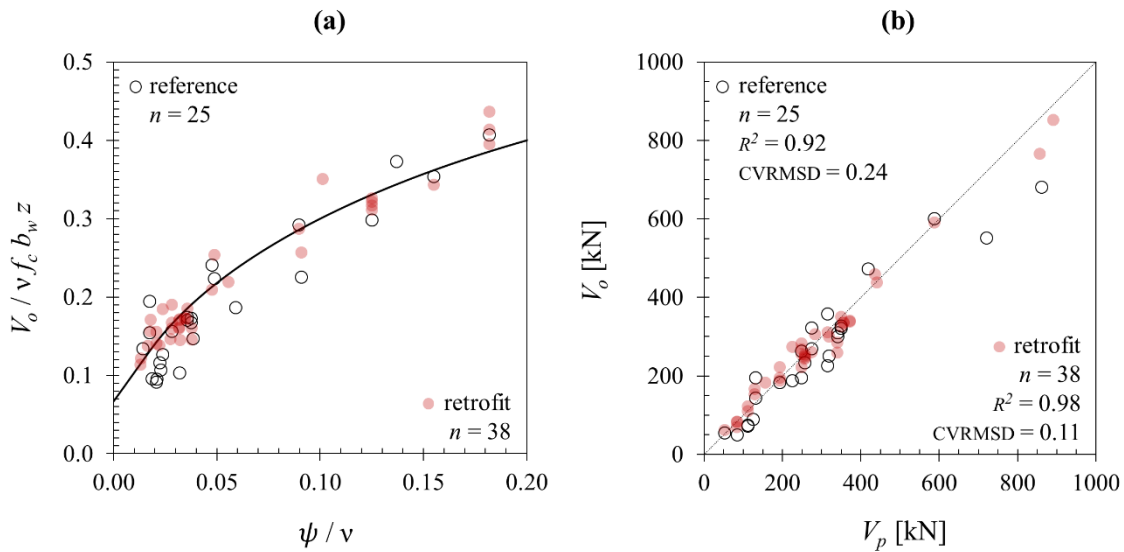 (a)
0.5
0.4
0.3
0.2
0.1
0.0
0.00
0.05
0.10
0.15
0.20
V_o / ν f_c b_w z
ψ / ν
reference
n = 25
retrofit
n = 38
(b)
1000
800
600
400
200
0
0
200
400
600
800
1000
V_o [kN]
V_p [kN]
reference
n = 25
R² = 0.92
CVRMSD = 0.24
retrofit
n = 38
R² = 0.98
CVRMSD = 0.11